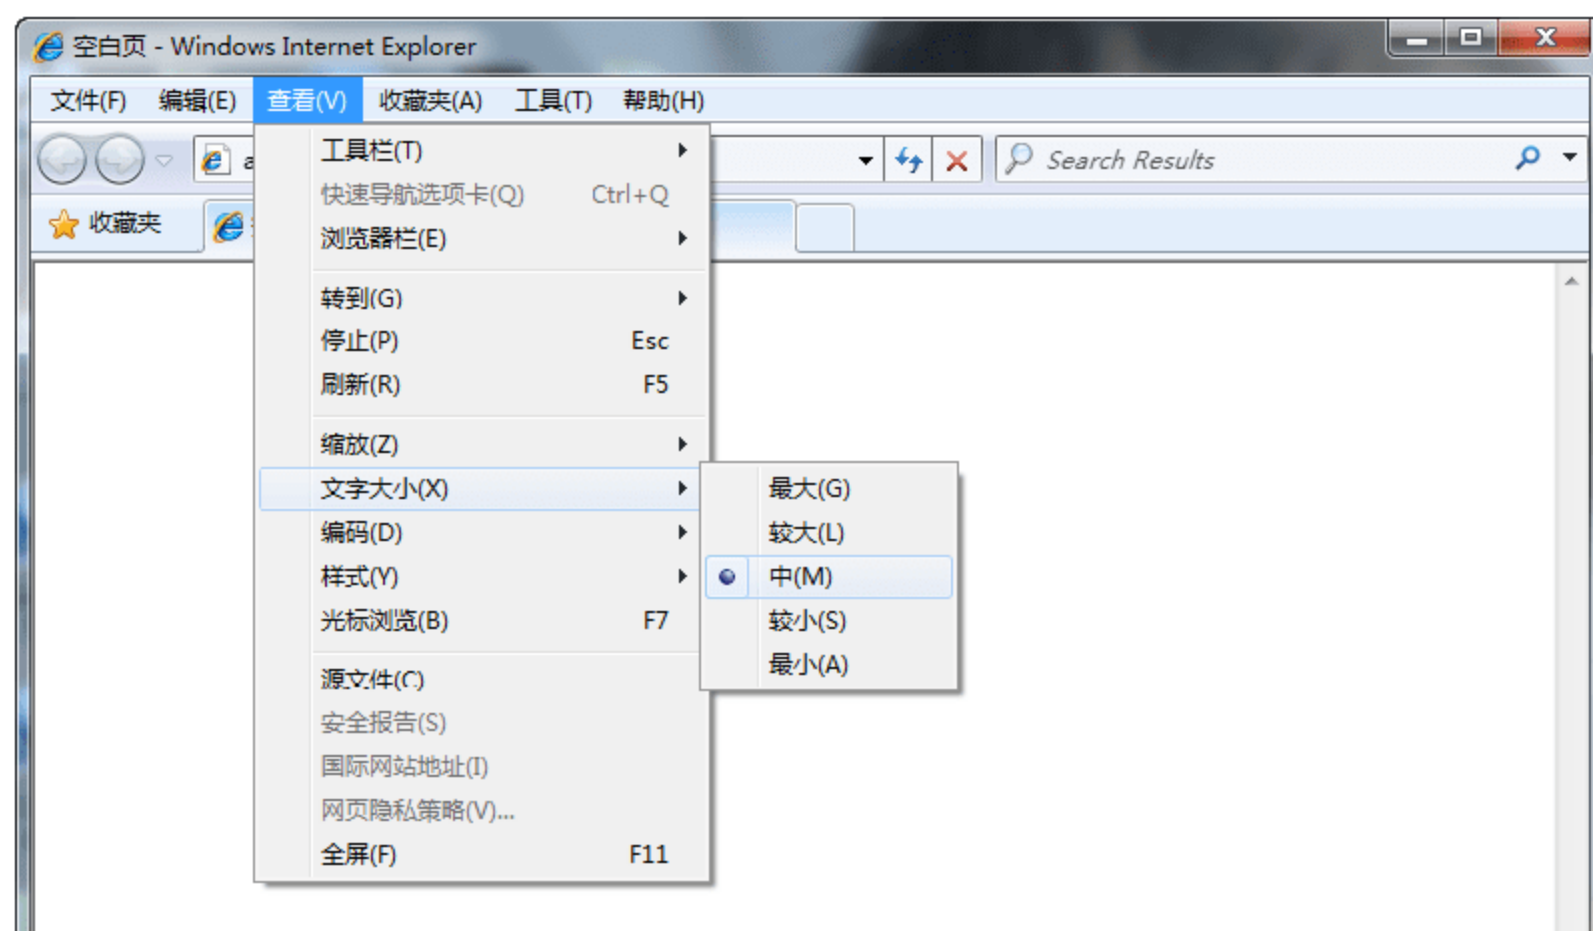 空白页 - Windows Internet Explorer
文件(F) 编辑(E) 查看(V) 收藏夹(A) 工具(T) 帮助(H)
a
Search Results
收藏夹
工具栏(T)
快速导航选项卡(Q) Ctrl+Q
浏览器栏(E)
转到(G)
停止(P) Esc
刷新(R) F5
缩放(Z)
文字大小(X)
编码(D)
样式(Y)
光标浏览(B) F7
源文件(C)
安全报告(S)
国际网站地址(I)
网页隐私策略(V)...
全屏(F) F11
最大(G)
较大(L)
中(M)
较小(S)
最小(A)